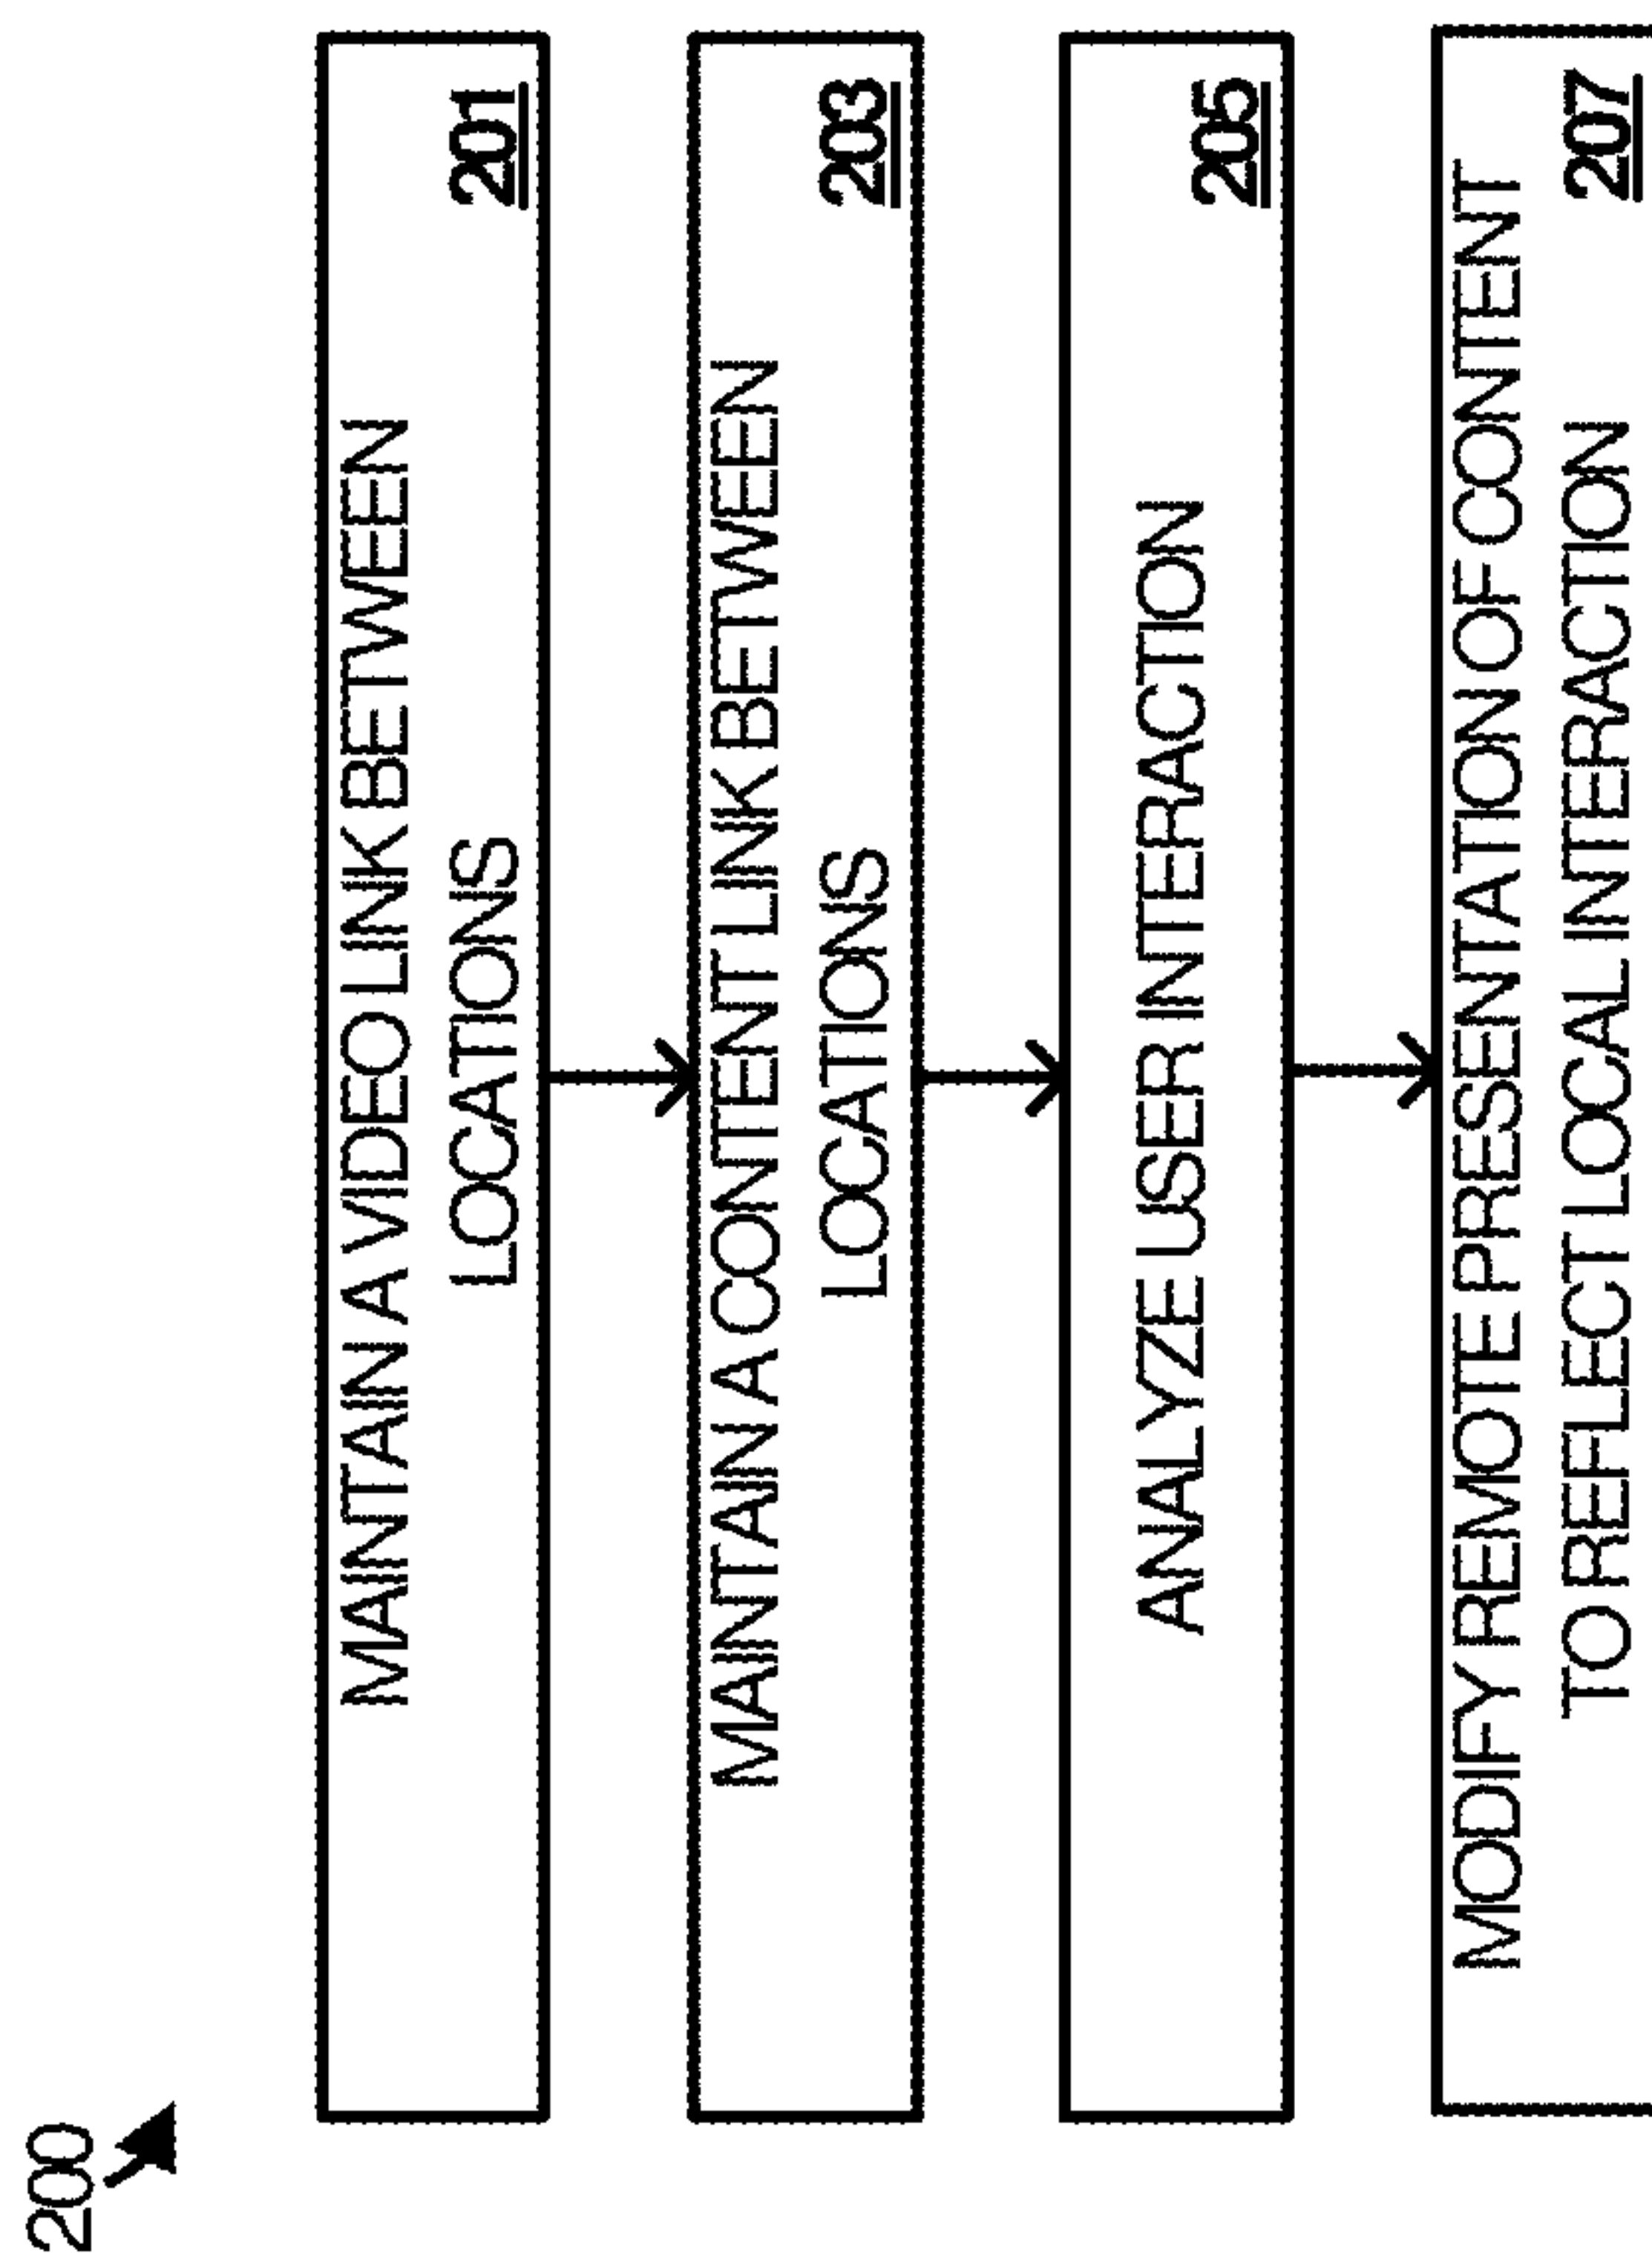 200
MAINTAIN A VIDEO LINK BETWEEN
LOCATIONS
201
MAINTAIN A CONTENT LINK BETWEEN
LOCATIONS
203
ANALYZE USER INTERACTION
205
MODIFY REMOTE PRESENTATION OF CONTENT
TO REFLECT LOCAL INTERACTION
207